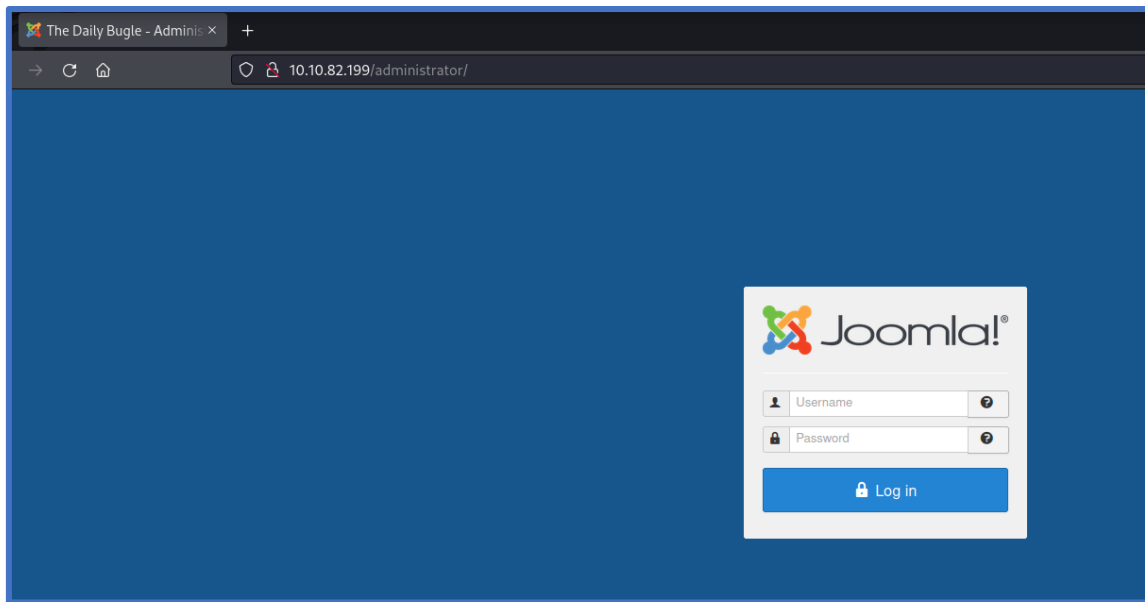 The Daily Bugle - Adminis
10.10.82.199/administrator/
Joomla!®
Username
Password
Log in